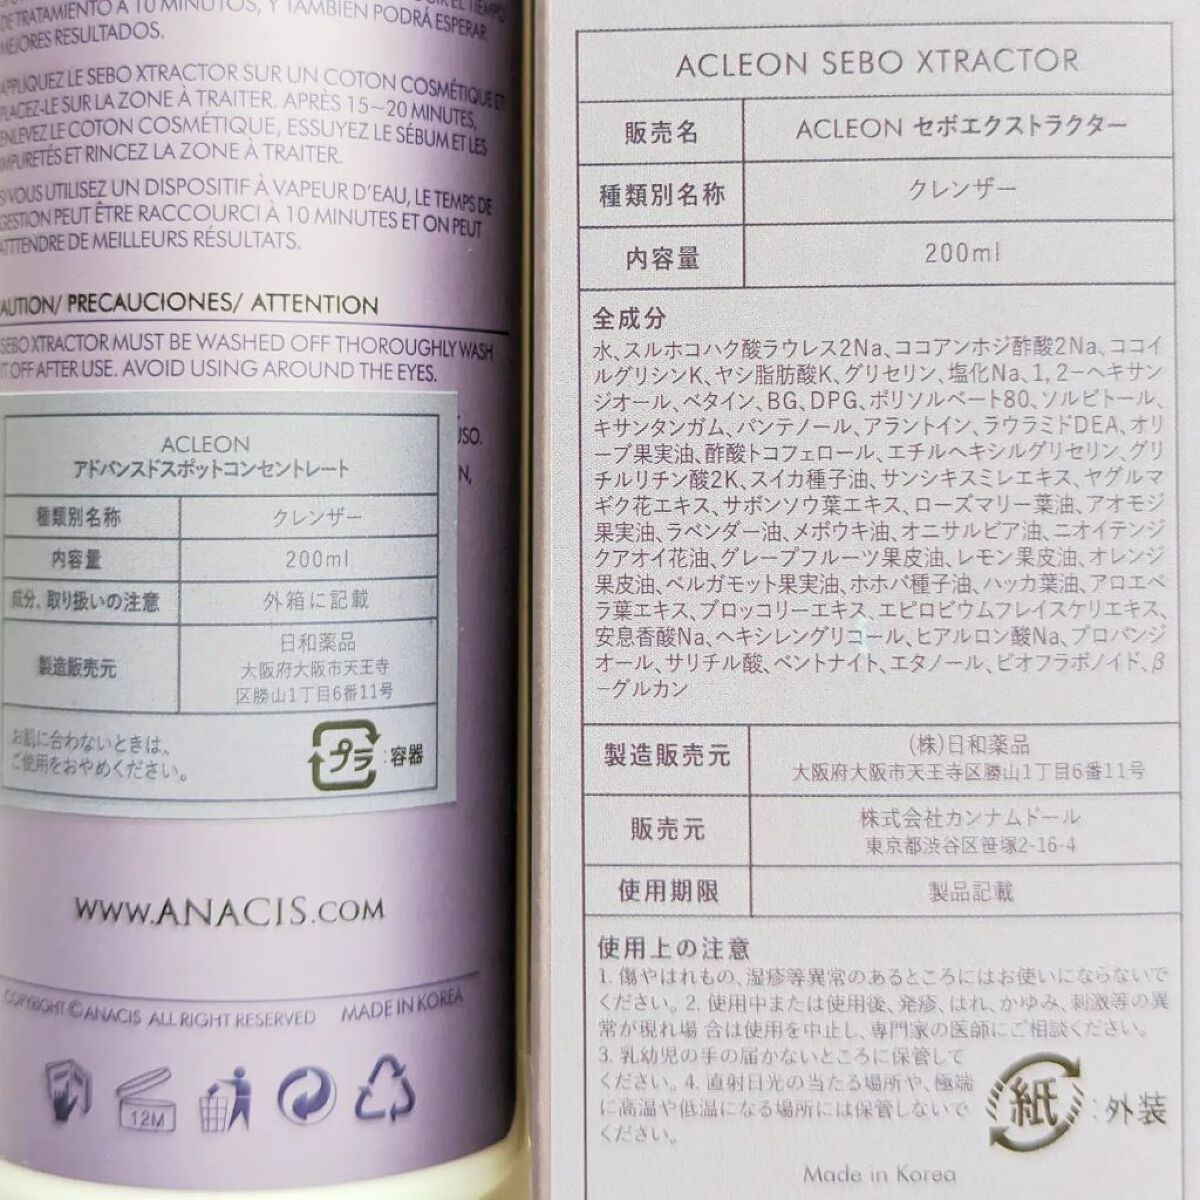 DE TRATAMIENTO A 10 MINUTOS, Y TAMBIÉN PODRÁ ESPERAR
MEJORES RESULTADOS.
APPLIQUEZ LE SEBO XTRACTOR SUR UN COTON COSMÉTIQUE ET
PLACEZ-LE SUR LA ZONE À TRAITER. APRÈS 15~20 MINUTES,
ENLEVEZ LE COTON COSMÉTIQUE, ESSUYEZ LE SÉBUM ET LES
IMPURETÉS ET RINCEZ LA ZONE À TRAITER.
SI VOUS UTILISEZ UN DISPOSITIF À VAPEUR D'EAU, LE TEMPS DE
GESTION PEUT ÊTRE RACCOURCI À 10 MINUTES ET ON PEUT
ATTENDRE DE MEILLEURS RÉSULTATS.
AUTION/ PRECAUCIONES/ ATTENTION
SEBO XTRACTOR MUST BE WASHED OFF THOROUGHLY WASH
IT OFF AFTER USE. AVOID USING AROUND THE EYES.
USO.
N,
ACLEON
アドバンスドスポットコンセントレート
種類別名称 クレンザー
内容量 200ml
成分、取り扱いの注意 外箱に記載
製造販売元 日和薬品
大阪府大阪市天王寺
区勝山1丁目6番11号
お肌に合わないときは、
ご使用をおやめください。
プラ :容器
WWW.ANACIS.COM
COPYRIGHT © ANACIS ALL RIGHT RESERVED MADE IN KOREA
12M
ACLEON SEBO XTRACTOR
販売名 ACLEON セボエクストラクター
種類別名称 クレンザー
内容量 200ml
全成分
水、スルホコハク酸ラウレス2Na、ココアンホジ酢酸2Na、ココイ
ルグリシンK、ヤシ脂肪酸K、グリセリン、塩化Na、1, 2-ヘキサン
ジオール、ベタイン、BG、DPG、ポリソルベート80、ソルビトール、
キサンタンガム、パンテノール、アラントイン、ラウラミドDEA、オリ
ーブ果実油、酢酸トコフェロール、エチルヘキシルグリセリン、グリ
チルリチン酸2K、スイカ種子油、サンシキスミレエキス、ヤグルマ
ギク花エキス、サボンソウ葉エキス、ローズマリー葉油、アオモジ
果実油、ラベンダー油、メボウキ油、オニサルビア油、ニオイテンジ
クアオイ花油、グレープフルーツ果皮油、レモン果皮油、オレンジ
果皮油、ベルガモット果実油、ホホバ種子油、ハッカ葉油、アロエベ
ラ葉エキス、ブロッコリーエキス、エピロビウムフレイスケリエキス、
安息香酸Na、ヘキシレングリコール、ヒアルロン酸Na、プロパンジ
オール、サリチル酸、ベントナイト、エタノール、ビオフラボノイド、β
-グルカン
製造販売元 (株)日和薬品
大阪府大阪市天王寺区勝山1丁目6番11号
販売元 株式会社カンナムドール
東京都渋谷区笹塚2-16-4
使用期限 製品記載
使用上の注意
1. 傷やはれもの、湿疹等異常のあるところにはお使いにならないで
ください。2. 使用中または使用後、発疹、はれ、かゆみ、刺激等の異
常が現れ場 合は使用を中止し、専門家の医師にご相談ください。
3. 乳幼児の手の届かないところに保管して
ください。4. 直射日光の当たる場所や、極端
に高温や低温になる場所には保管しないで
ください。
紙 :外装
Made in Korea